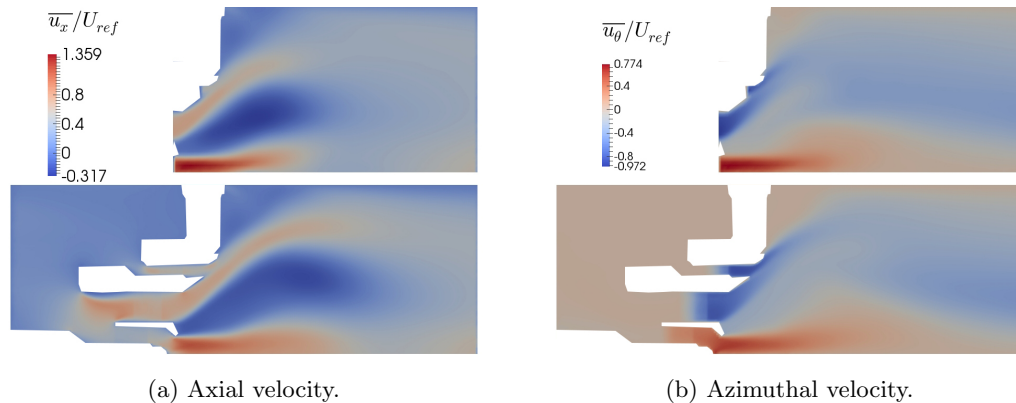 $\overline{u_x}/U_{ref}$
1.359
0.8
0.4
0
-0.317
$\overline{u_\theta}/U_{ref}$
0.774
0.4
0
-0.4
-0.8
-0.972
(a) Axial velocity.
(b) Azimuthal velocity.